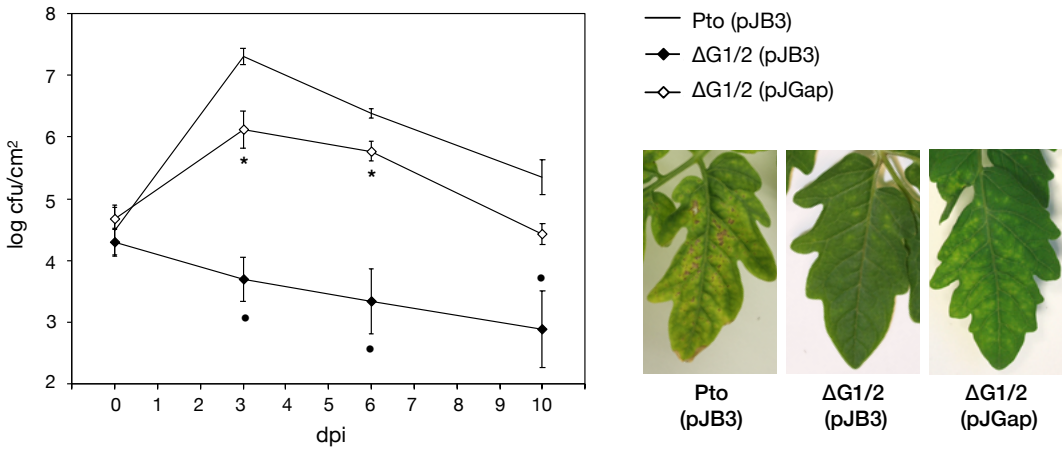 8
7
6
5
4
3
2
log cfu/cm²
* *
0 1 2 3 4 5 6 7 8 9 10
dpi
Pto (pJB3)
ΔG1/2 (pJB3)
ΔG1/2 (pJGap)
Pto
(pJB3)
ΔG1/2
(pJB3)
ΔG1/2
(pJGap)